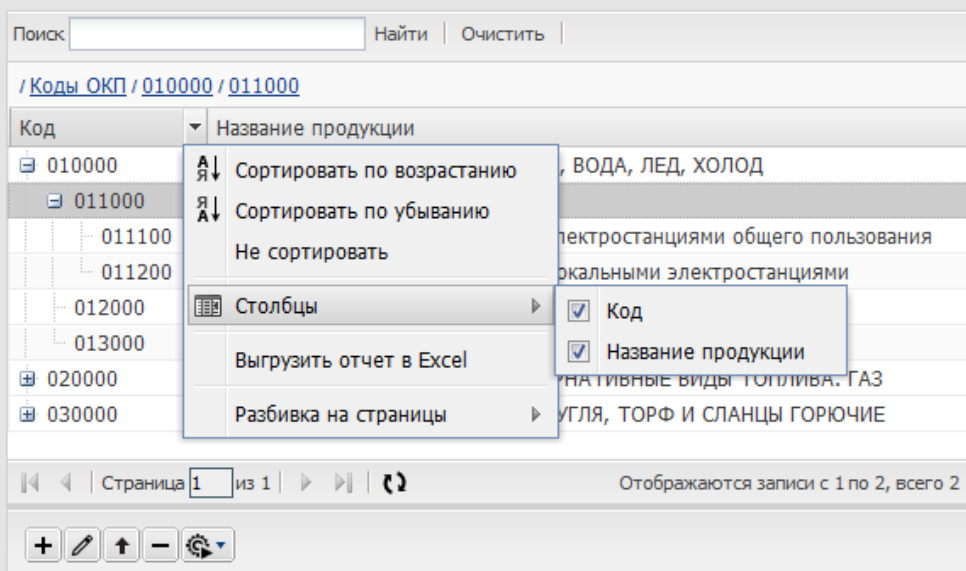 Поиск Найти Очистить
/ Коды ОКП / 010000 / 011000
Код Название продукции
010000 , ВОДА, ЛЕД, ХОЛОД
Сортировать по возрастанию
011000
Сортировать по убыванию
011100 лектростанциями общего пользования
Не сортировать
011200 окальными электростанциями
012000
Столбцы
Код
013000
Название продукции
Выгрузить отчет в Excel
020000 НАТИВНЫЕ ВИДЫ ТОПЛИВА. ГАЗ
030000 УГЛЯ, ТОРФ И СЛАНЦЫ ГОРЮЧИЕ
Разбивка на страницы
Страница 1 из 1 Отображаются записи с 1 по 2, всего 2